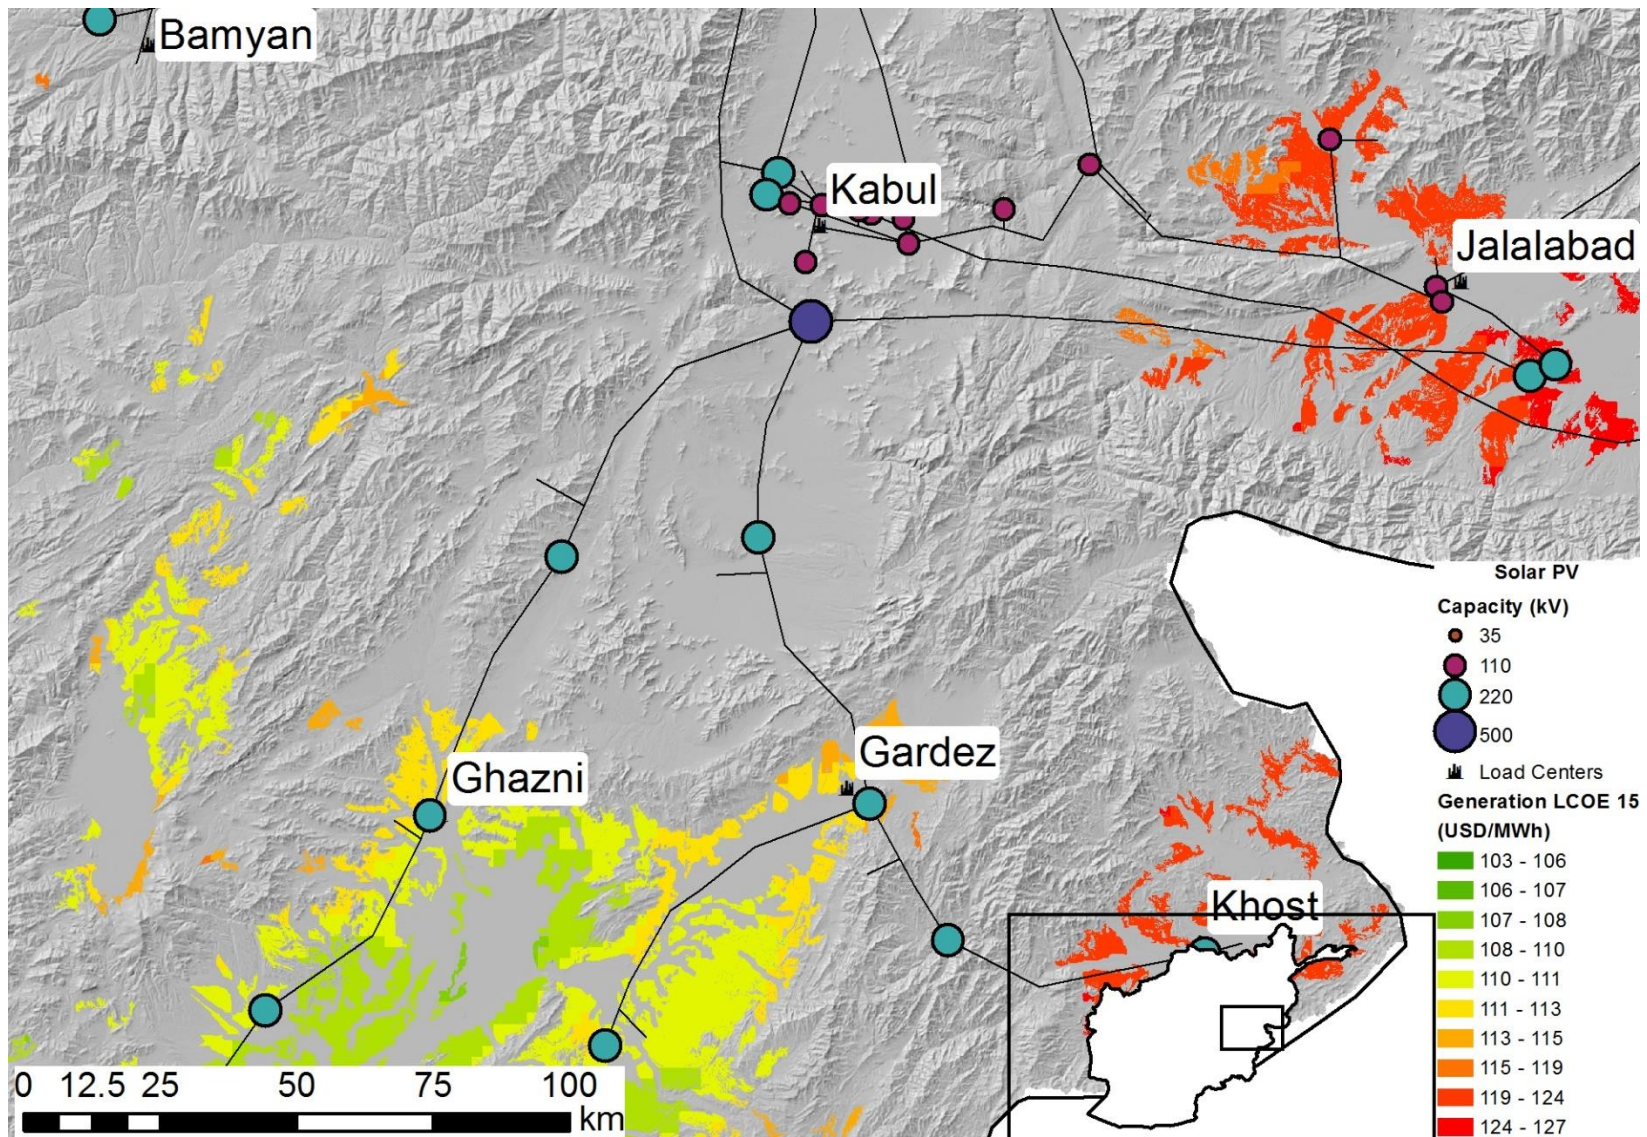 Bamyan
Kabul
Jalalabad
Ghazni
Gardez
Khost
Solar PV
Capacity (kV)
35
110
220
500
Load Centers
Generation LCOE 15
(USD/MWh)
103 - 106
106 - 107
107 - 108
108 - 110
110 - 111
111 - 113
113 - 115
115 - 119
119 - 124
124 - 127
0 12.5 25 50 75 100
km